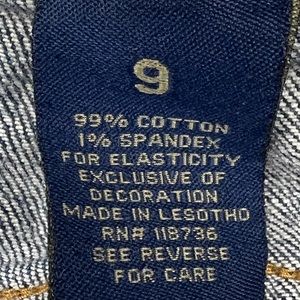 9
99% COTTON
1% SPANDEX
FOR ELASTICITY
EXCLUSIVE OF
DECORATION
MADE IN LESOTHO
RN# 118736
SEE REVERSE
FOR CARE